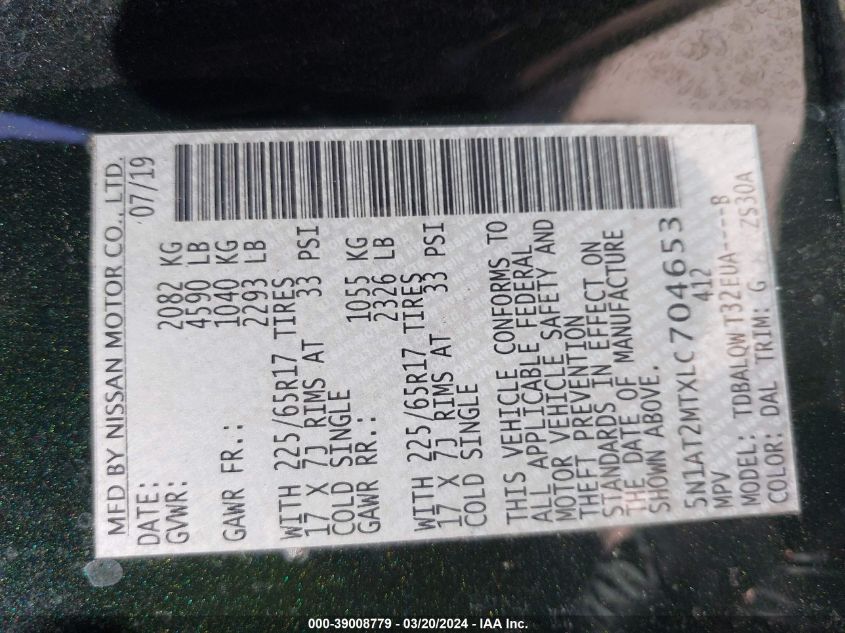 MFD BY NISSAN MOTOR CO., LTD.
DATE: 07/19
GVWR: 2082 KG
4590 LB
GAWR FR.: 1040 KG
2293 LB
WITH 225/65R17 TIRES
17 X 7J RIMS AT 33 PSI
COLD SINGLE
GAWR RR.: 1055 KG
2326 LB
WITH 225/65R17 TIRES
17 X 7J RIMS AT 33 PSI
COLD SINGLE
THIS VEHICLE CONFORMS TO
ALL APPLICABLE FEDERAL
MOTOR VEHICLE SAFETY AND
THEFT PREVENTION
STANDARDS IN EFFECT ON
THE DATE OF MANUFACTURE
SHOWN ABOVE.
5N1AT2MTXLC704653
MPV 412
MODEL: TDBALQWT32EUA----B
COLOR: DAL TRIM: G ZS30A
000-39008779 - 03/20/2024 - IAA Inc.